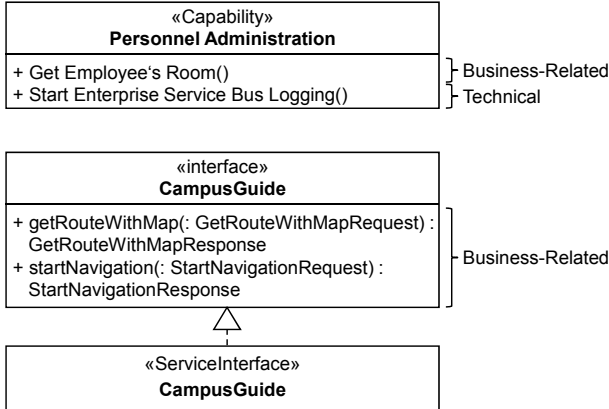 «Capability»
Personnel Administration
+ Get Employee‘s Room()
Business-Related
+ Start Enterprise Service Bus Logging()
Technical
«interface»
CampusGuide
+ getRouteWithMap(: GetRouteWithMapRequest) :
GetRouteWithMapResponse
+ startNavigation(: StartNavigationRequest) :
StartNavigationResponse
Business-Related
«ServiceInterface»
CampusGuide